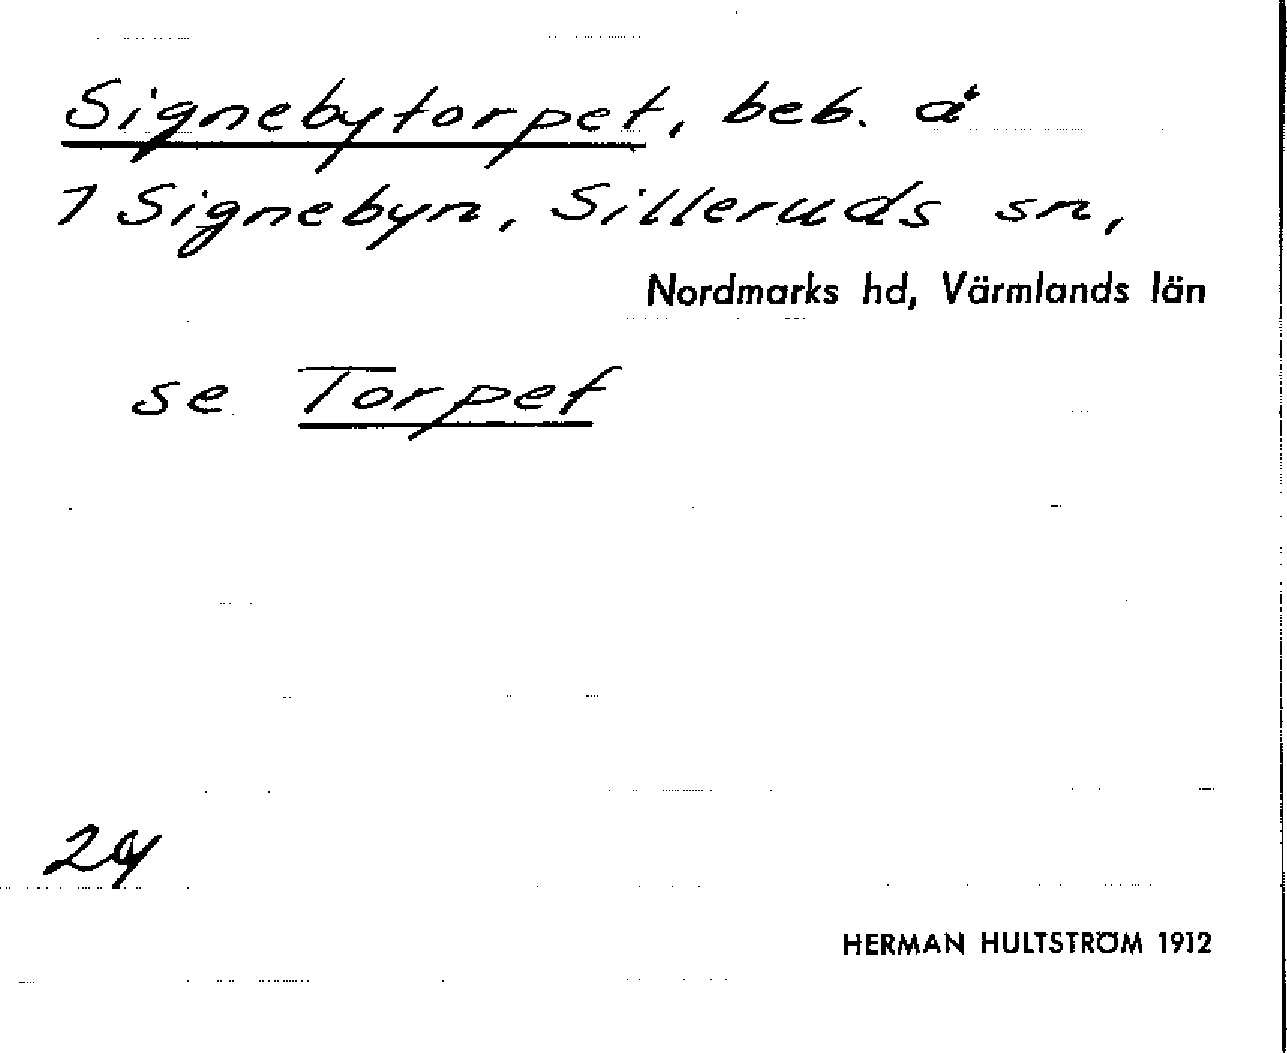 Signebytorpet, beb. å
1 Signebyn, Silleruds sn,
Nordmarks hd, Värmlands län
se Torpet
24
HERMAN HULTSTRÖM 1912